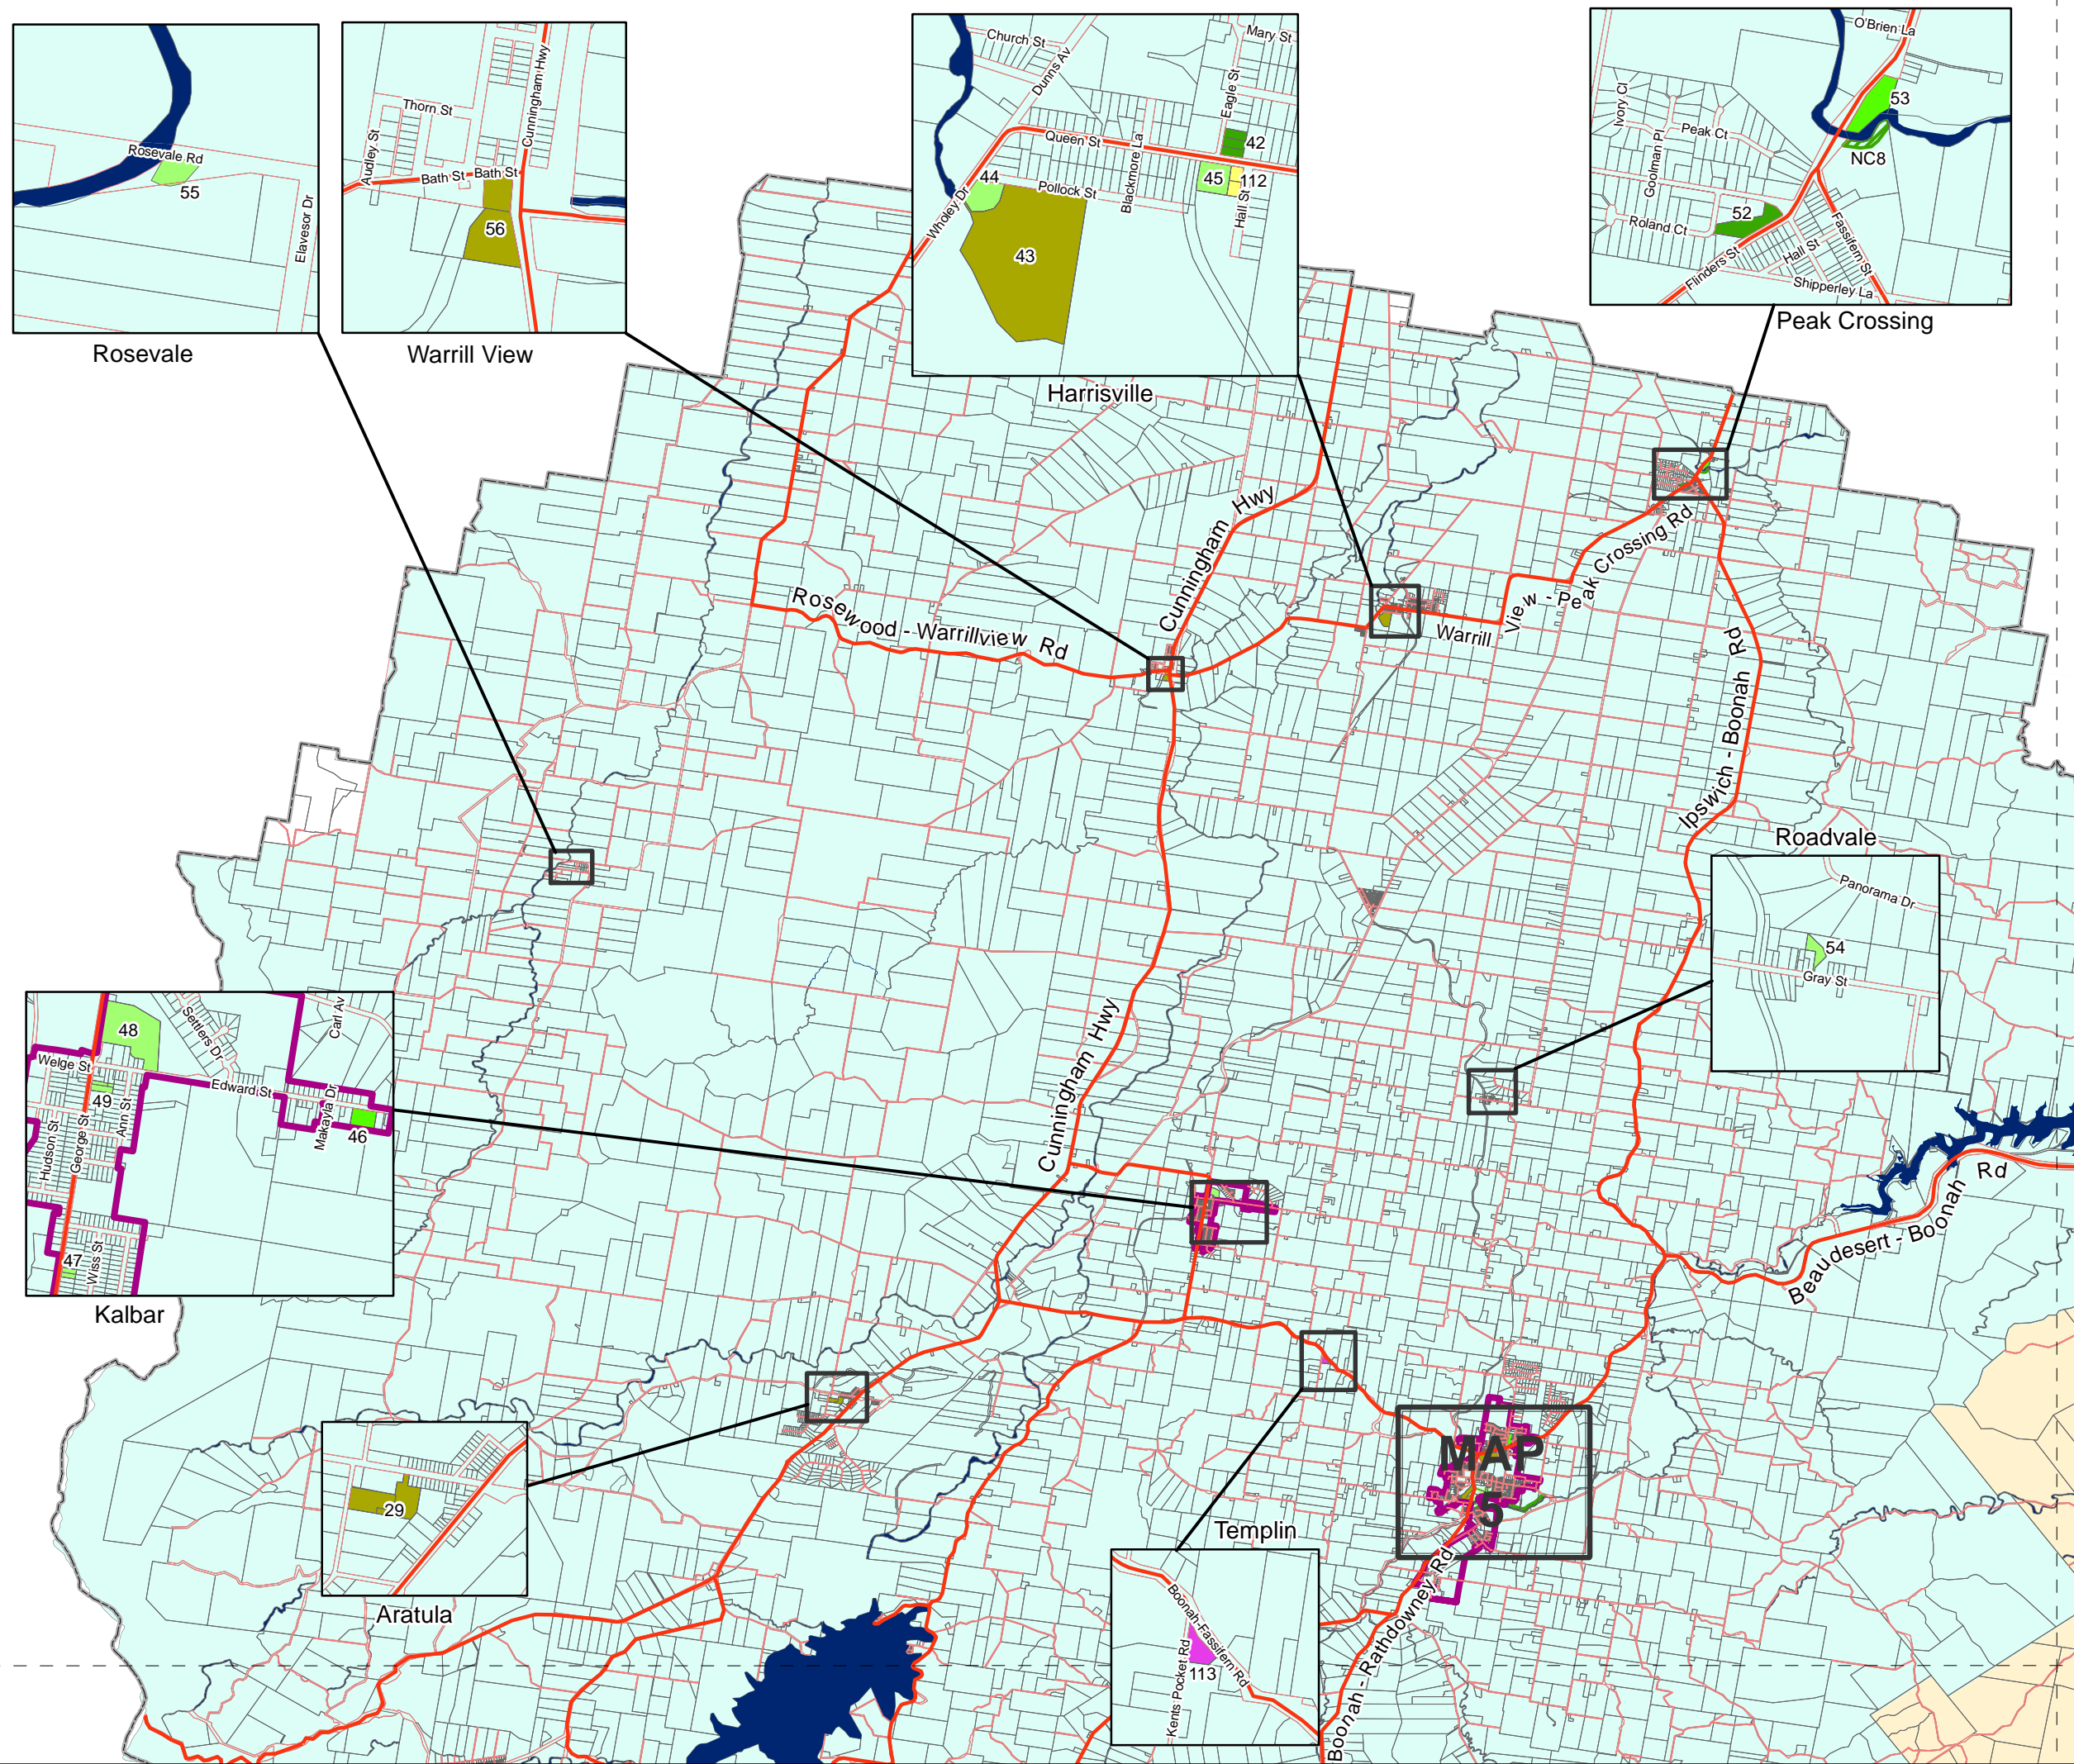 Rosevale Rd
55
Elavesor Dr
Rosevale
Thorn St
Audley St
Cunningham Hwy
Bath St
Bath St
56
Warrill View
Church St
Dunns Av
Mary St
Eagle St
Queen St
Blackmore La
42
44
Pollock St
45
112
Hall St
Wholey Dr
43
Harrisville
O'Brien La
Ivory Cl
53
Peak Ct
Goolman Pl
NC8
52
Roland Ct
Fassifern St
Hall St
Flinders St
Shipperley La
Peak Crossing
Cunningham Hwy
Rosewood - Warrillview Rd
Warrill View - Peak Crossing Rd
Ipswich - Boonah Rd
Roadvale
Panorama Dr
54
Gray St
48
Settlers Dr
Carl Av
Welge St
Edward St
49
Ann St
Makayla Dr
46
Hudson St
George St
47
Wiss St
Kalbar
Cunningham Hwy
Beaudesert - Boonah Rd
29
Aratula
MAP
5
Templin
Boonah-Fassifern Rd
Kents Pocket Rd
113
Boonah - Rathdowney Rd